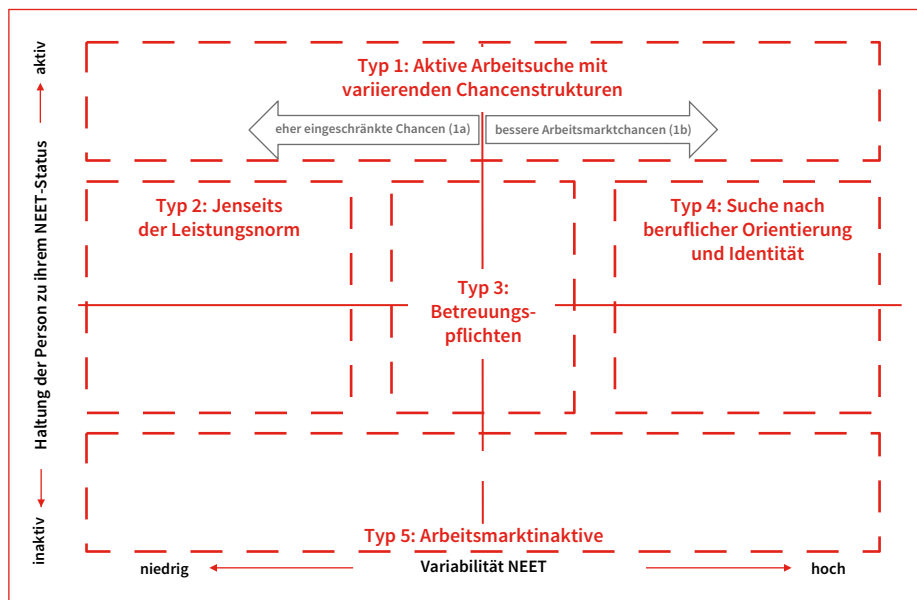 aktiv
Haltung der Person zu ihrem NEET-Status
inaktiv
Typ 1: Aktive Arbeitsuche mit
variierenden Chancenstrukturen
eher eingeschränkte Chancen (1a)
bessere Arbeitsmarktchancen (1b)
Typ 2: Jenseits
der Leistungsnorm
Typ 3:
Betreuungs-
pflichten
Typ 4: Suche nach
beruflicher Orientierung
und Identität
Typ 5: Arbeitsmarktinaktive
niedrig
Variabilität NEET
hoch